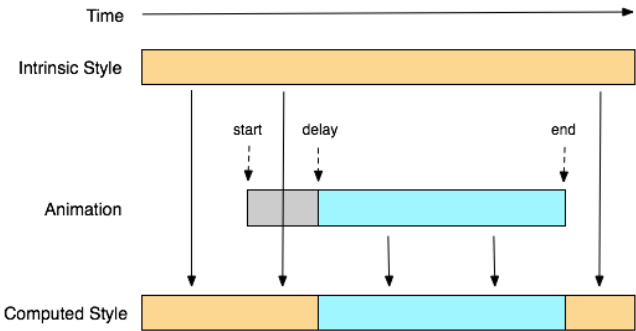 Time
Intrinsic Style
start delay end
Animation
Computed Style